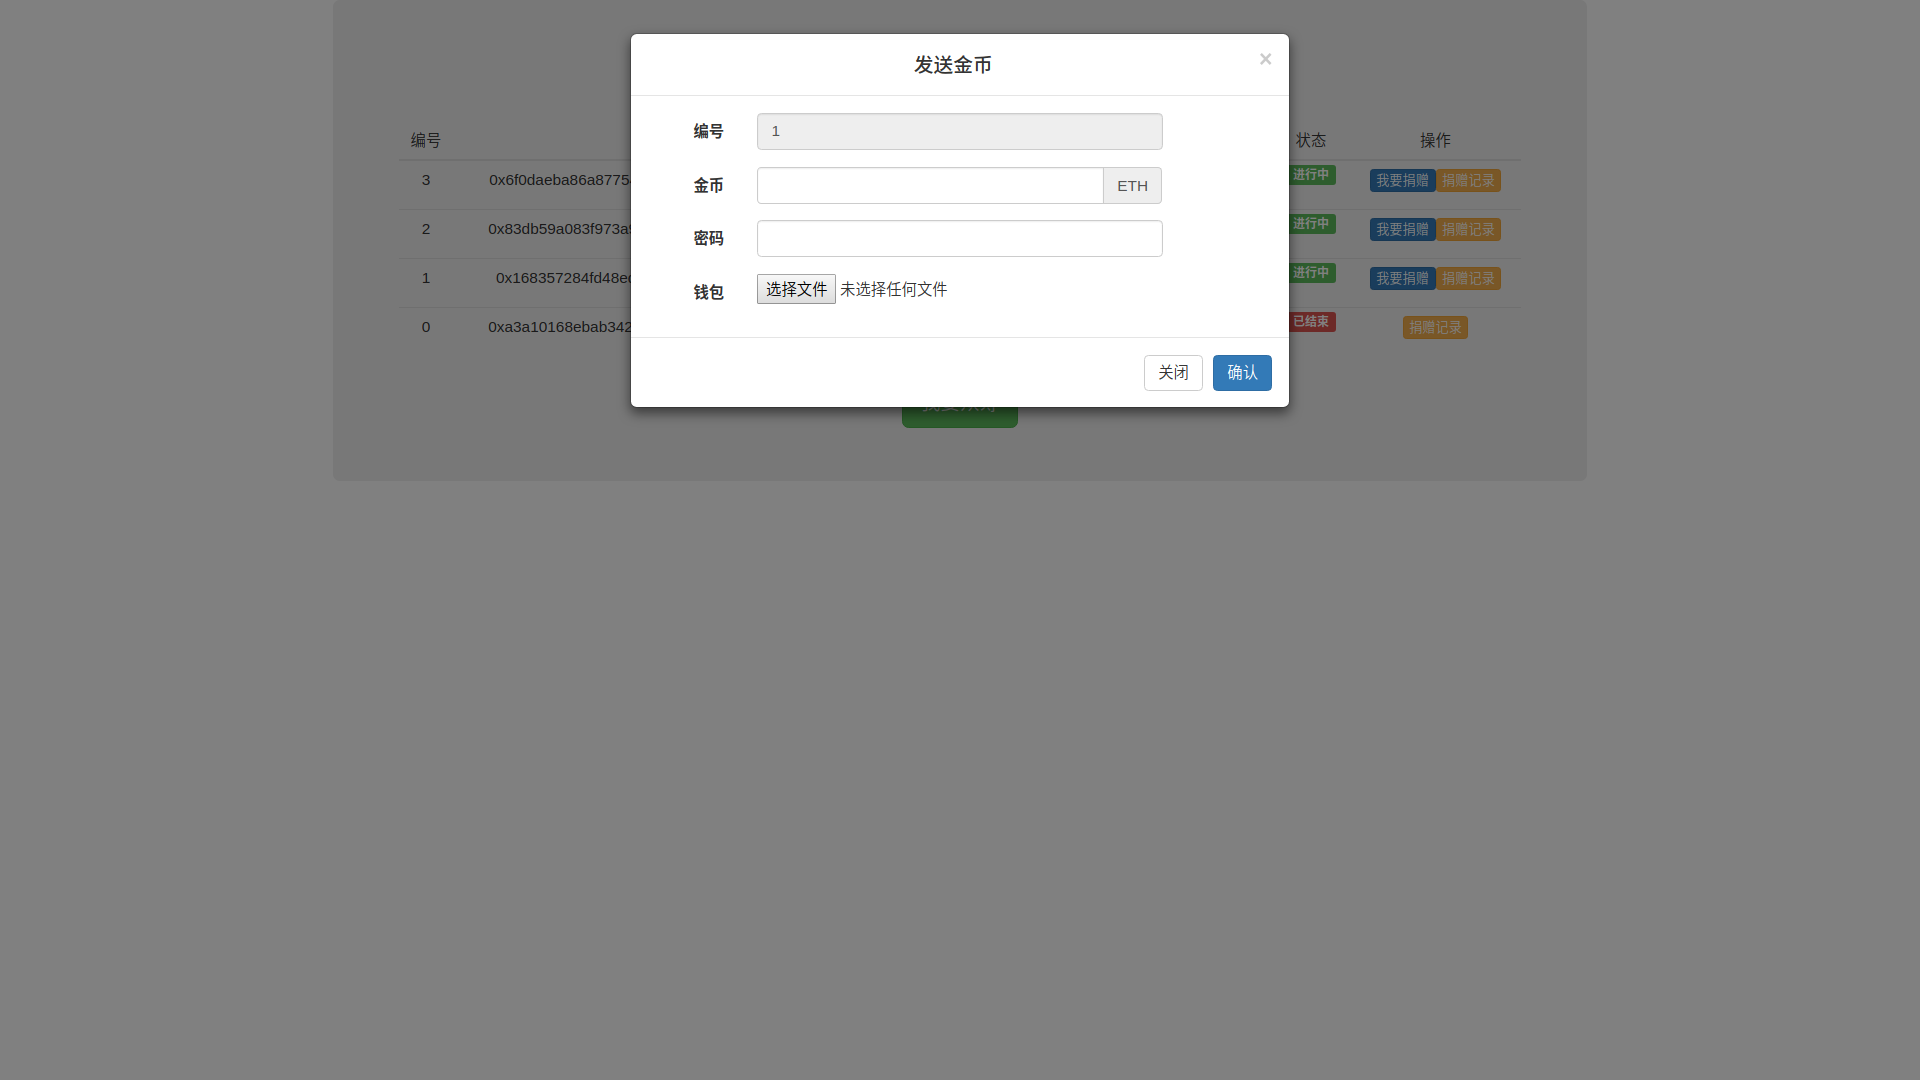 发送金币
×
编号 1
金币 ETH
密码
钱包 选择文件 未选择任何文件
关闭 确认
编号 状态 操作
3 0x6f0daeba86a8775 进行中 我要捐赠 捐赠记录
2 0x83db59a083f973a 进行中 我要捐赠 捐赠记录
1 0x168357284fd48e 进行中 我要捐赠 捐赠记录
0 0xa3a10168ebab342 已结束 捐赠记录